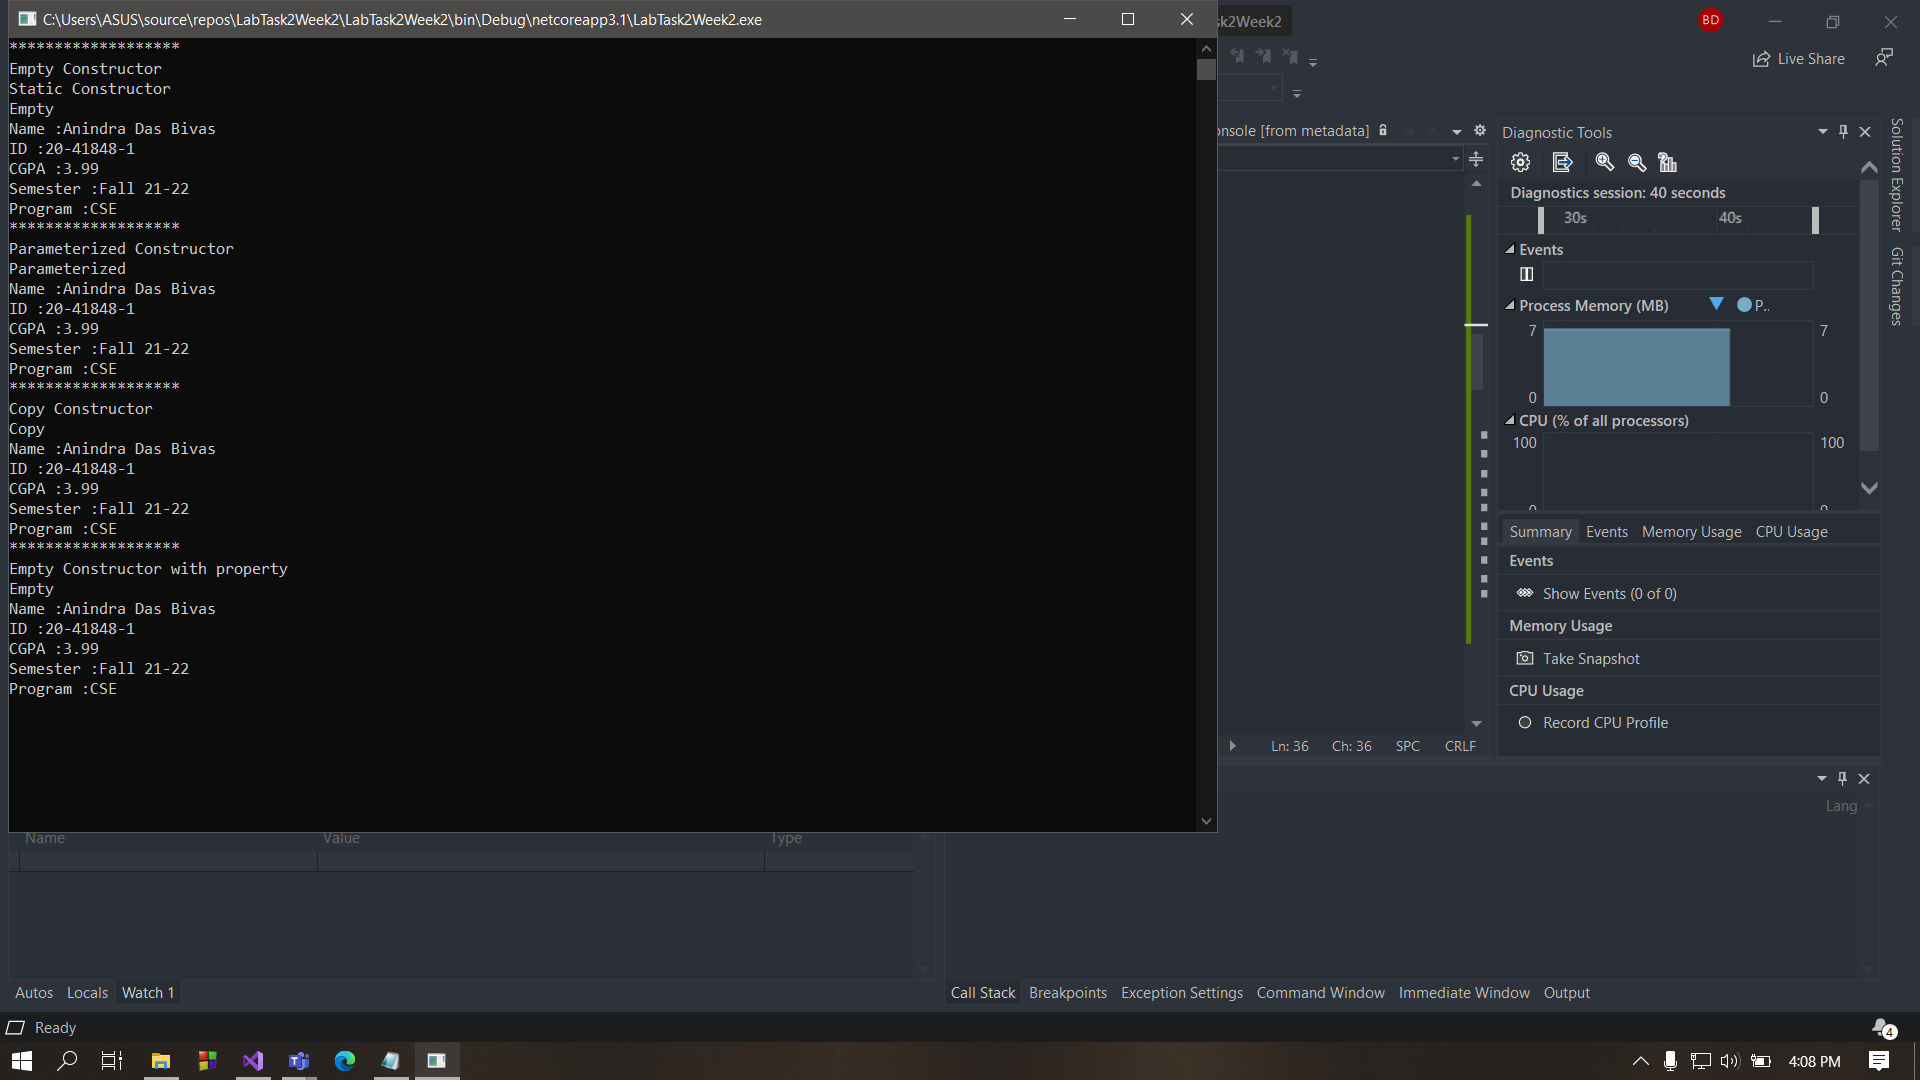 C:\Users\ASUS\source\repos\LabTask2Week2\LabTask2Week2\bin\Debug\netcoreapp3.1\LabTask2Week2.exe
*******************
Empty Constructor
Static Constructor
Empty
Name :Anindra Das Bivas
ID :20-41848-1
CGPA :3.99
Semester :Fall 21-22
Program :CSE
*******************
Parameterized Constructor
Parameterized
Name :Anindra Das Bivas
ID :20-41848-1
CGPA :3.99
Semester :Fall 21-22
Program :CSE
*******************
Copy Constructor
Copy
Name :Anindra Das Bivas
ID :20-41848-1
CGPA :3.99
Semester :Fall 21-22
Program :CSE
*******************
Empty Constructor with property
Empty
Name :Anindra Das Bivas
ID :20-41848-1
CGPA :3.99
Semester :Fall 21-22
Program :CSE
sk2Week2
BD
Live Share
onsole [from metadata]
Diagnostic Tools
Diagnostics session: 40 seconds
30s 40s
Events
Process Memory (MB) P..
7 7
0 0
CPU (% of all processors)
100 100
0 0
Summary Events Memory Usage CPU Usage
Events
Show Events (0 of 0)
Memory Usage
Take Snapshot
CPU Usage
Record CPU Profile
Solution Explorer
Git Changes
Ln: 36 Ch: 36 SPC CRLF
Lang
Name Value Type
Autos Locals Watch 1
Call Stack Breakpoints Exception Settings Command Window Immediate Window Output
Ready
4
4:08 PM